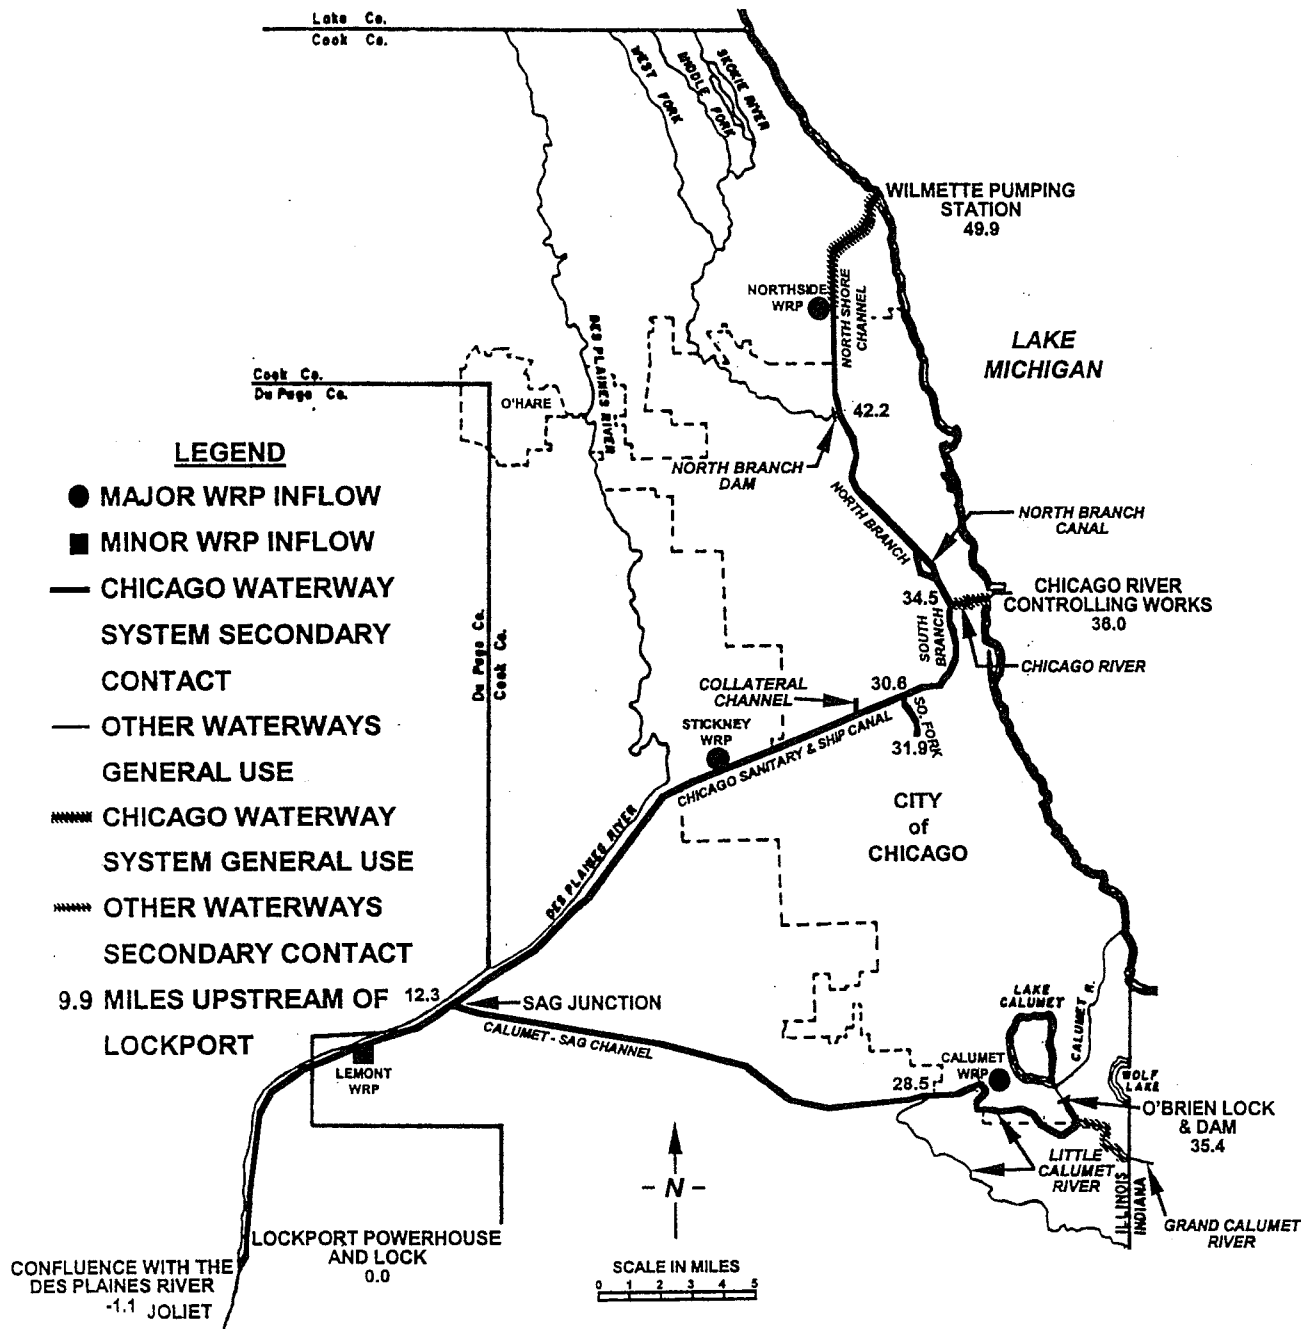 Lake Co.
Cook Co.
WEST FORK
MIDDLE FORK
SKOKIE RIVER
WILMETTE PUMPING
STATION
49.9
NORTHSIDE
WRP
NORTH SHORE
CHANNEL
LAKE
MICHIGAN
DES PLAINES RIVER
Cook Co.
Du Page Co.
O'HARE
42.2
NORTH BRANCH
DAM
LEGEND
MAJOR WRP INFLOW
MINOR WRP INFLOW
CHICAGO WATERWAY
SYSTEM SECONDARY
CONTACT
OTHER WATERWAYS
GENERAL USE
CHICAGO WATERWAY
SYSTEM GENERAL USE
OTHER WATERWAYS
SECONDARY CONTACT
9.9 MILES UPSTREAM OF
LOCKPORT
NORTH BRANCH
NORTH BRANCH
CANAL
CHICAGO RIVER
CONTROLLING WORKS
36.0
34.5
SOUTH
BRANCH
CHICAGO RIVER
Du Page Co.
Cook Co.
COLLATERAL
CHANNEL
30.6
SO. FORK
31.9
STICKNEY
WRP
CHICAGO SANITARY & SHIP CANAL
CITY
of
CHICAGO
DES PLAINES RIVER
12.3
SAG JUNCTION
CALUMET - SAG CHANNEL
LEMONT
WRP
LAKE
CALUMET
CALUMET R.
CALUMET
WRP
28.5
WOLF
LAKE
O'BRIEN LOCK
& DAM
35.4
LITTLE
CALUMET
RIVER
ILLINOIS
INDIANA
GRAND CALUMET
RIVER
- N -
LOCKPORT POWERHOUSE
AND LOCK
0.0
CONFLUENCE WITH THE
DES PLAINES RIVER
-1.1
JOLIET
SCALE IN MILES
0 1 2 3 4 5